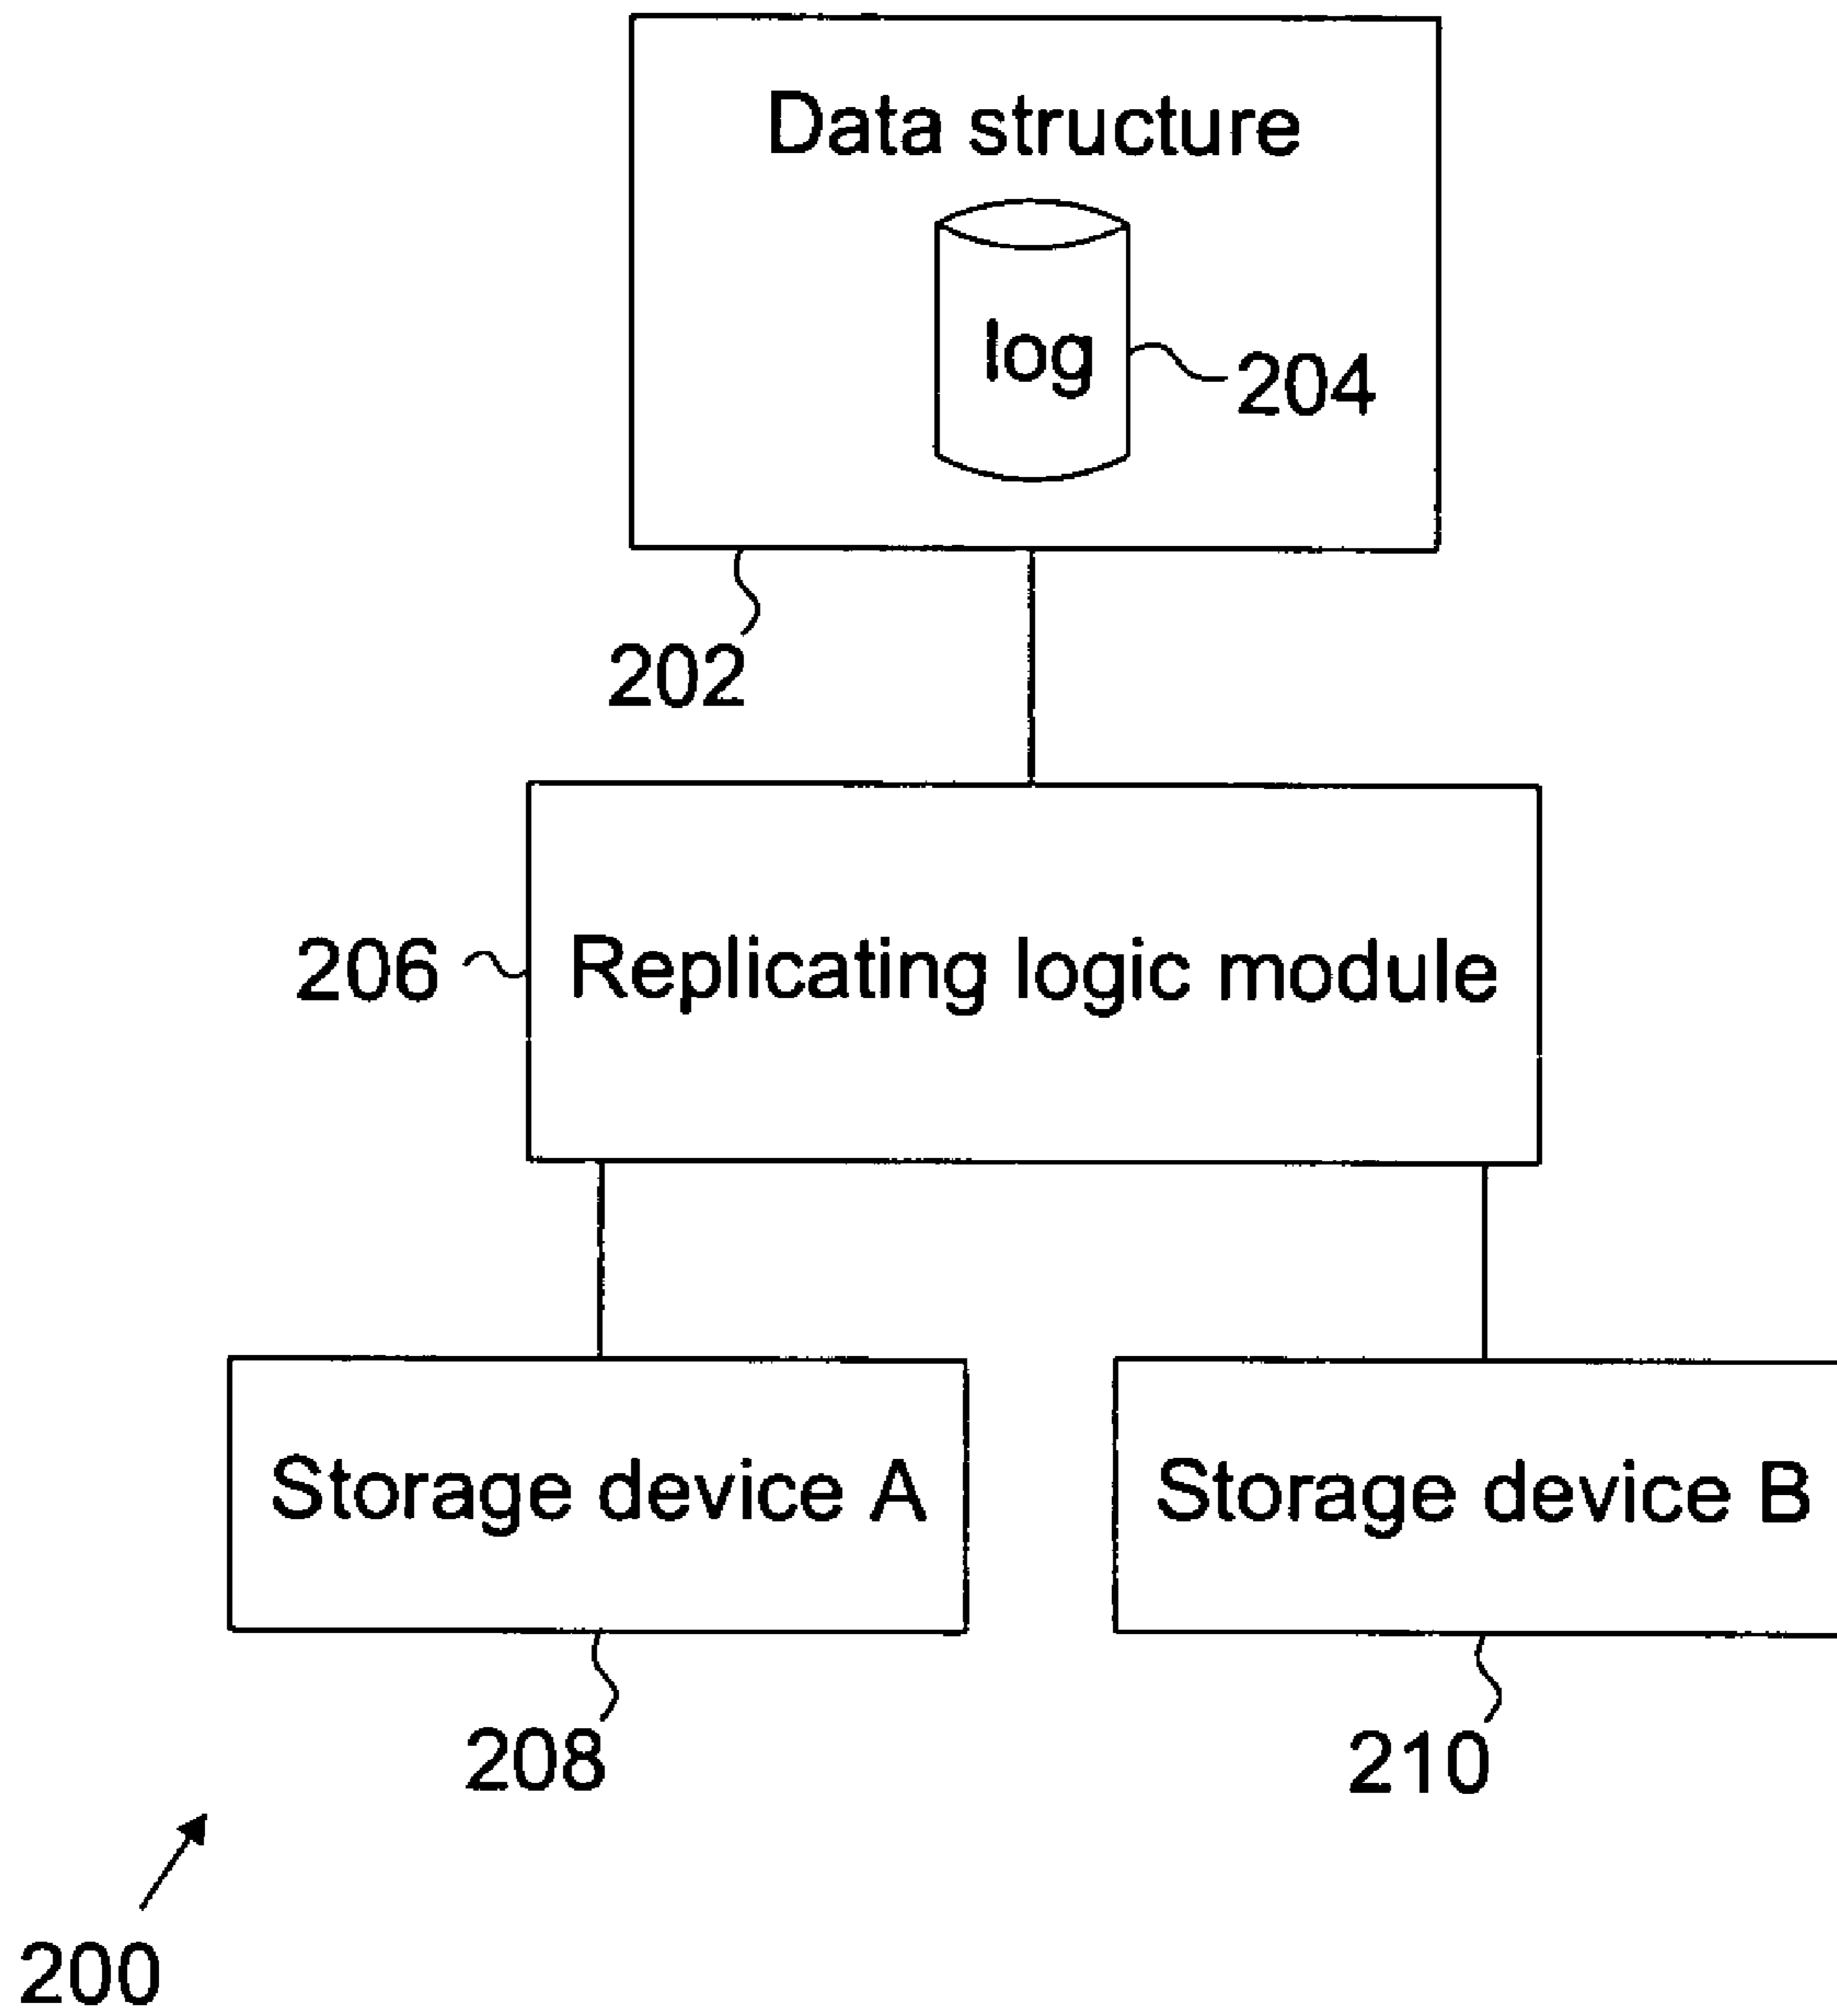 Data structure
log
204
202
206
Replicating logic module
Storage device A
Storage device B
208
210
200